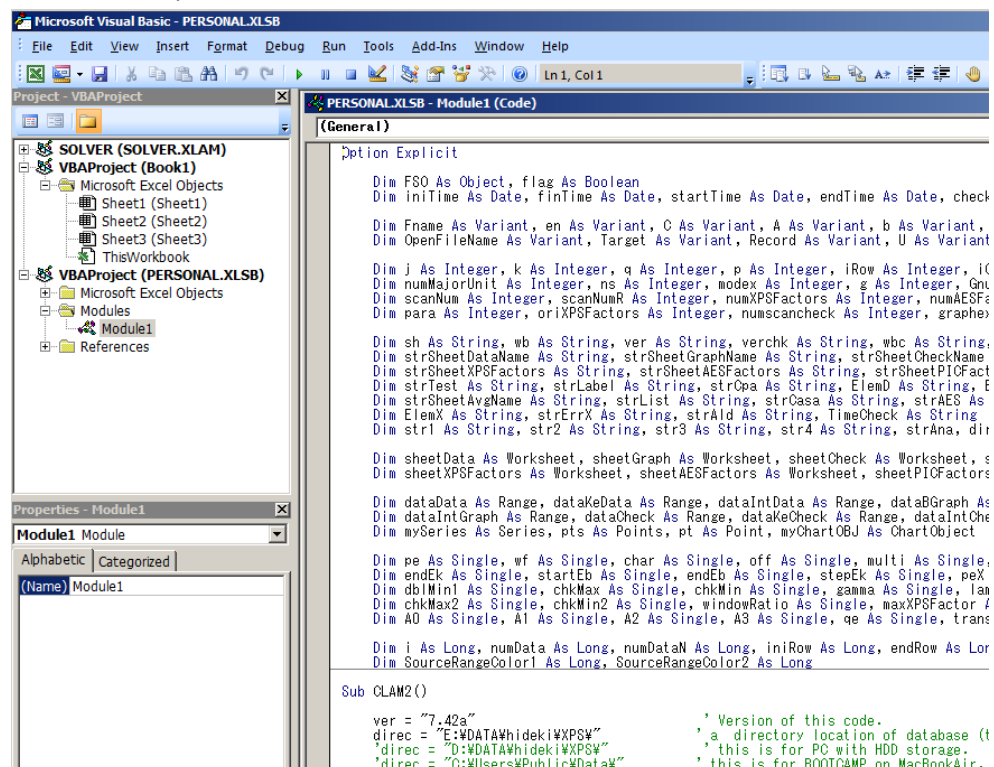 Microsoft Visual Basic - PERSONAL.XLSB
File Edit View Insert Format Debug Run Tools Add-Ins Window Help
Ln 1, Col 1
Project - VBAProject
SOLVER (SOLVER.XLAM)
VBAProject (Book1)
Microsoft Excel Objects
Sheet1 (Sheet1)
Sheet2 (Sheet2)
Sheet3 (Sheet3)
ThisWorkbook
VBAProject (PERSONAL.XLSB)
Microsoft Excel Objects
Modules
Module1
References
Properties - Module1
Module1 Module
Alphabetic Categorized
(Name) Module1
PERSONAL.XLSB - Module1 (Code)
(General)
Option Explicit
Dim FSO As Object, flag As Boolean
Dim iniTime As Date, finTime As Date, startTime As Date, endTime As Date, check
Dim Fname As Variant, en As Variant, C As Variant, A As Variant, b As Variant,
Dim OpenFileName As Variant, Target As Variant, Record As Variant, U As Variant
Dim j As Integer, k As Integer, q As Integer, p As Integer, iRow As Integer, iC
Dim numMajorUnit As Integer, ns As Integer, modex As Integer, g As Integer, Gnu
Dim scanNum As Integer, scanNumR As Integer, numXPSFactors As Integer, numAESFa
Dim para As Integer, oriXPSFactors As Integer, numscancheck As Integer, graphex
Dim sh As String, wb As String, ver As String, verchk As String, wbc As String,
Dim strSheetDataName As String, strSheetGraphName As String, strSheetCheckName
Dim strSheetXPSFactors As String, strSheetAESFactors As String, strSheetPICFact
Dim strTest As String, strLabel As String, strCpa As String, ElemD As String, E
Dim strSheetAvgName As String, strList As String, strCasa As String, strAES As
Dim ElemX As String, strErrX As String, strAld As String, TimeCheck As String
Dim str1 As String, str2 As String, str3 As String, str4 As String, strAna, dir
Dim sheetData As Worksheet, sheetGraph As Worksheet, sheetCheck As Worksheet, s
Dim sheetXPSFactors As Worksheet, sheetAESFactors As Worksheet, sheetPICFactors
Dim dataData As Range, dataKeData As Range, dataIntData As Range, dataBGraph As
Dim dataIntGraph As Range, dataCheck As Range, dataKeCheck As Range, dataIntChe
Dim mySeries As Series, pts As Points, pt As Point, myChartOBJ As ChartObject
Dim pe As Single, wf As Single, char As Single, off As Single, multi As Single,
Dim endEk As Single, startEb As Single, endEb As Single, stepEk As Single, peX
Dim dblMin1 As Single, chkMax As Single, chkMin As Single, gamma As Single, lam
Dim chkMax2 As Single, chkMin2 As Single, windowRatio As Single, maxXPSFactor A
Dim A0 As Single, A1 As Single, A2 As Single, A3 As Single, qe As Single, trans
Dim i As Long, numData As Long, numDataN As Long, iniRow As Long, endRow As Lon
Dim SourceRangeColor1 As Long, SourceRangeColor2 As Long
Sub CLAM2()
ver = "7.42a" ' Version of this code.
direc = "E:¥DATA¥hideki¥XPS¥" ' a directory location of database (t
'direc = "D:¥DATA¥hideki¥XPS¥" ' this is for PC with HDD storage.
'direc = "C:¥Users¥Public¥Data¥" ' this is for BOOTCAMP on MacBookAir.